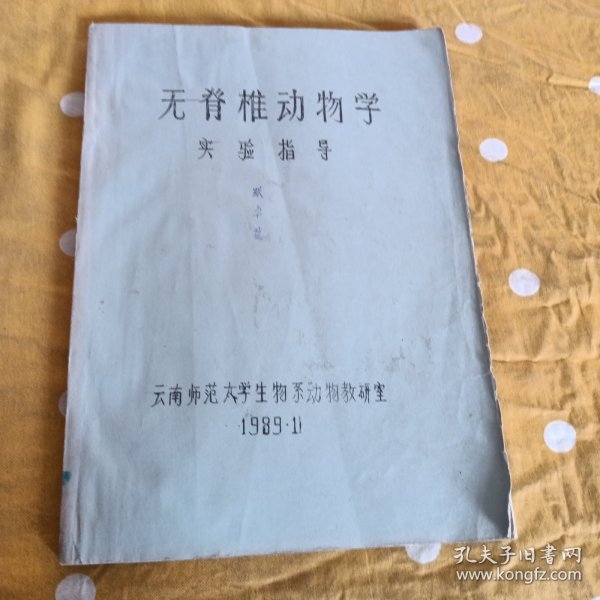 无脊椎动物学
实验指导
云南师范大学生物系动物教研室
1989·11
孔夫子旧书网
www.kongfz.com